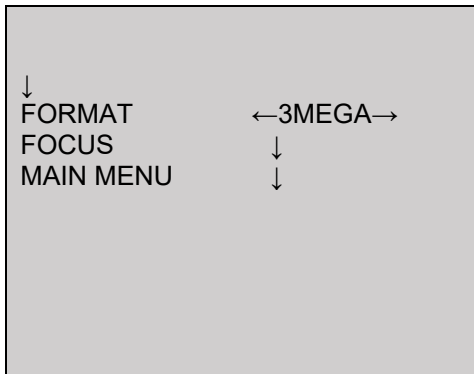 ↓
FORMAT ←3MEGA→
FOCUS ↓
MAIN MENU ↓